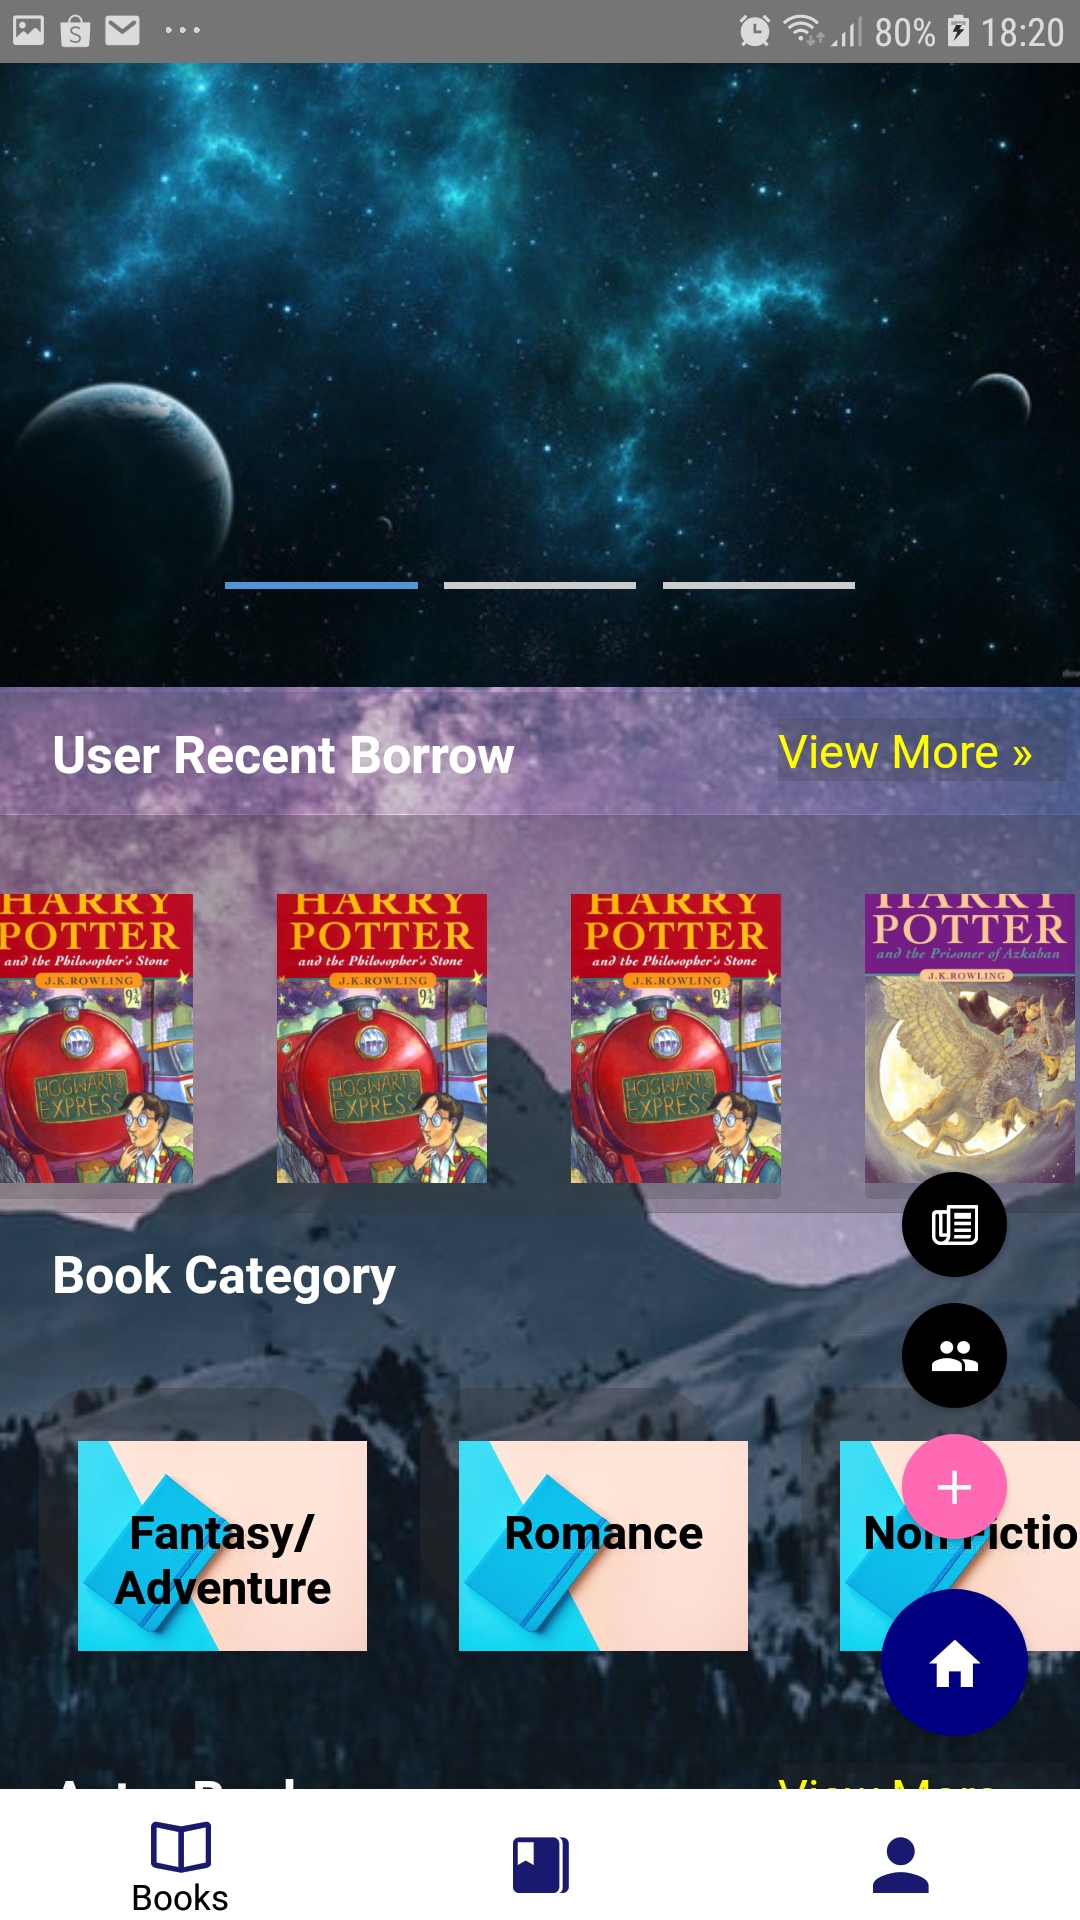 80% 18:20
User Recent Borrow
View More »
HARRY
POTTER
and the Philosopher's Stone
J.K.ROWLING
9¾
HOGWARTS
EXPRESS
HARRY
POTTER
and the Philosopher's Stone
J.K.ROWLING
9¾
HOGWARTS
EXPRESS
HARRY
POTTER
and the Philosopher's Stone
J.K.ROWLING
9¾
HOGWARTS
EXPRESS
HARRY
POTTER
and the Prisoner of Azkaban
J.K.ROWLING
Book Category
Fantasy/
Adventure
Romance
Non Fictio
View More
Books